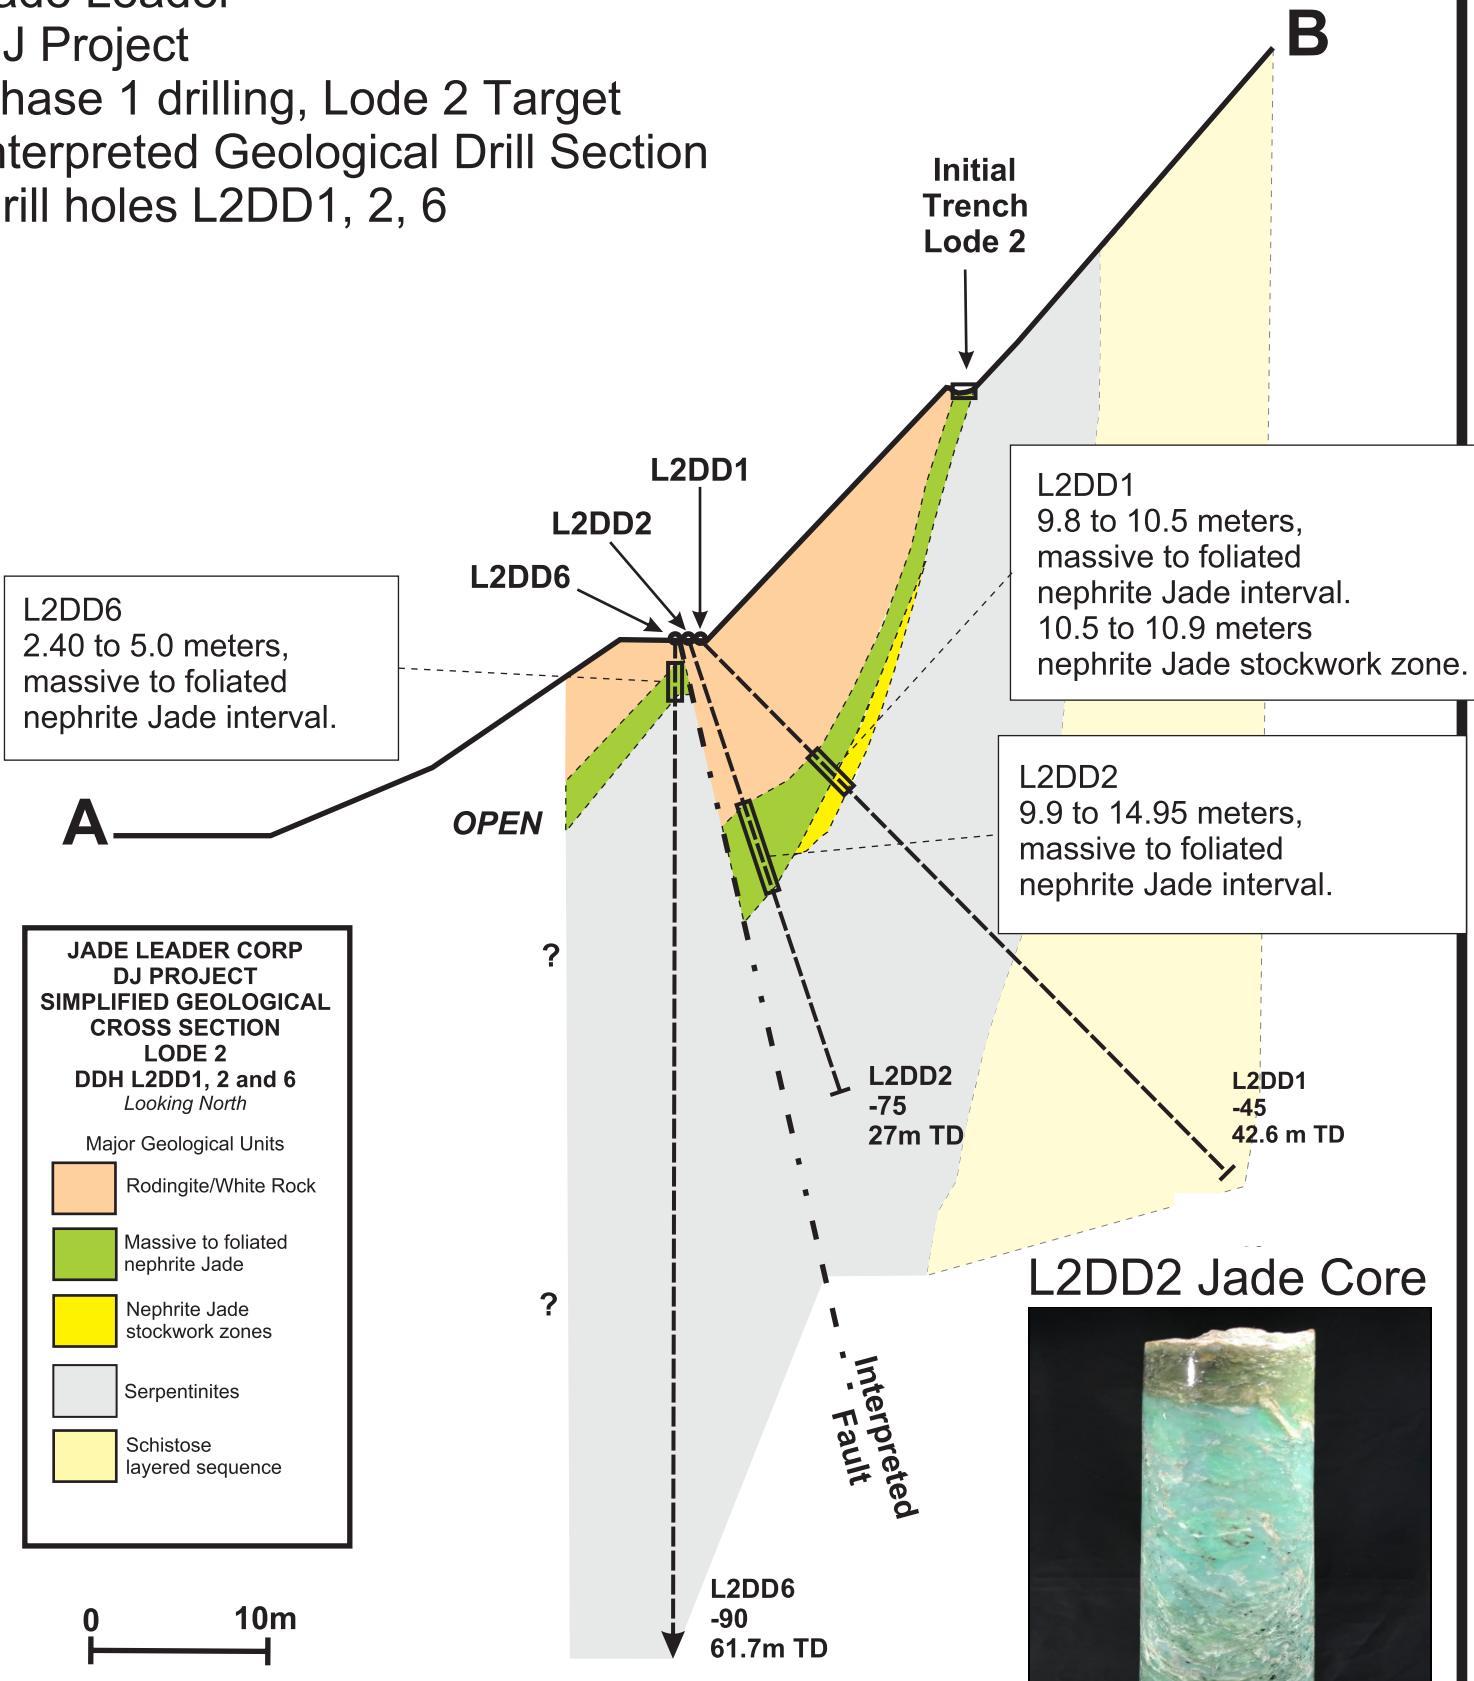 ade Leader
J Project
hase 1 drilling, Lode 2 Target
nterpreted Geological Drill Section
rill holes L2DD1, 2, 6
B
Initial
Trench
Lode 2
L2DD1
L2DD2
L2DD6
L2DD6
2.40 to 5.0 meters,
massive to foliated
nephrite Jade interval.
L2DD1
9.8 to 10.5 meters,
massive to foliated
nephrite Jade interval.
10.5 to 10.9 meters
nephrite Jade stockwork zone.
L2DD2
9.9 to 14.95 meters,
massive to foliated
nephrite Jade interval.
A
OPEN
?
?
JADE LEADER CORP
DJ PROJECT
SIMPLIFIED GEOLOGICAL
CROSS SECTION
LODE 2
DDH L2DD1, 2 and 6
Looking North
Major Geological Units
Rodingite/White Rock
Massive to foliated
nephrite Jade
Nephrite Jade
stockwork zones
Serpentinites
Schistose
layered sequence
0 10m
L2DD2
-75
27m TD
L2DD1
-45
42.6 m TD
Interpreted
Fault
L2DD6
-90
61.7m TD
L2DD2 Jade Core